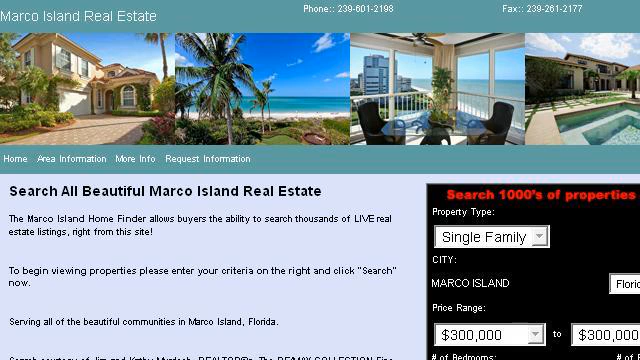 Marco Island Real Estate
Phone:: 239-601-2198
Fax:: 239-261-2177
Home Area Information More Info Request Information
Search All Beautiful Marco Island Real Estate
The Marco Island Home Finder allows buyers the ability to search thousands of LIVE real
estate listings, right from this site!
To begin viewing properties please enter your criteria on the right and click "Search"
now.
Serving all of the beautiful communities in Marco Island, Florida.
Search 1000's of properties
Property Type:
Single Family
CITY:
MARCO ISLAND
Florid
Price Range:
$300,000 to $300,000
# of Bedrooms: